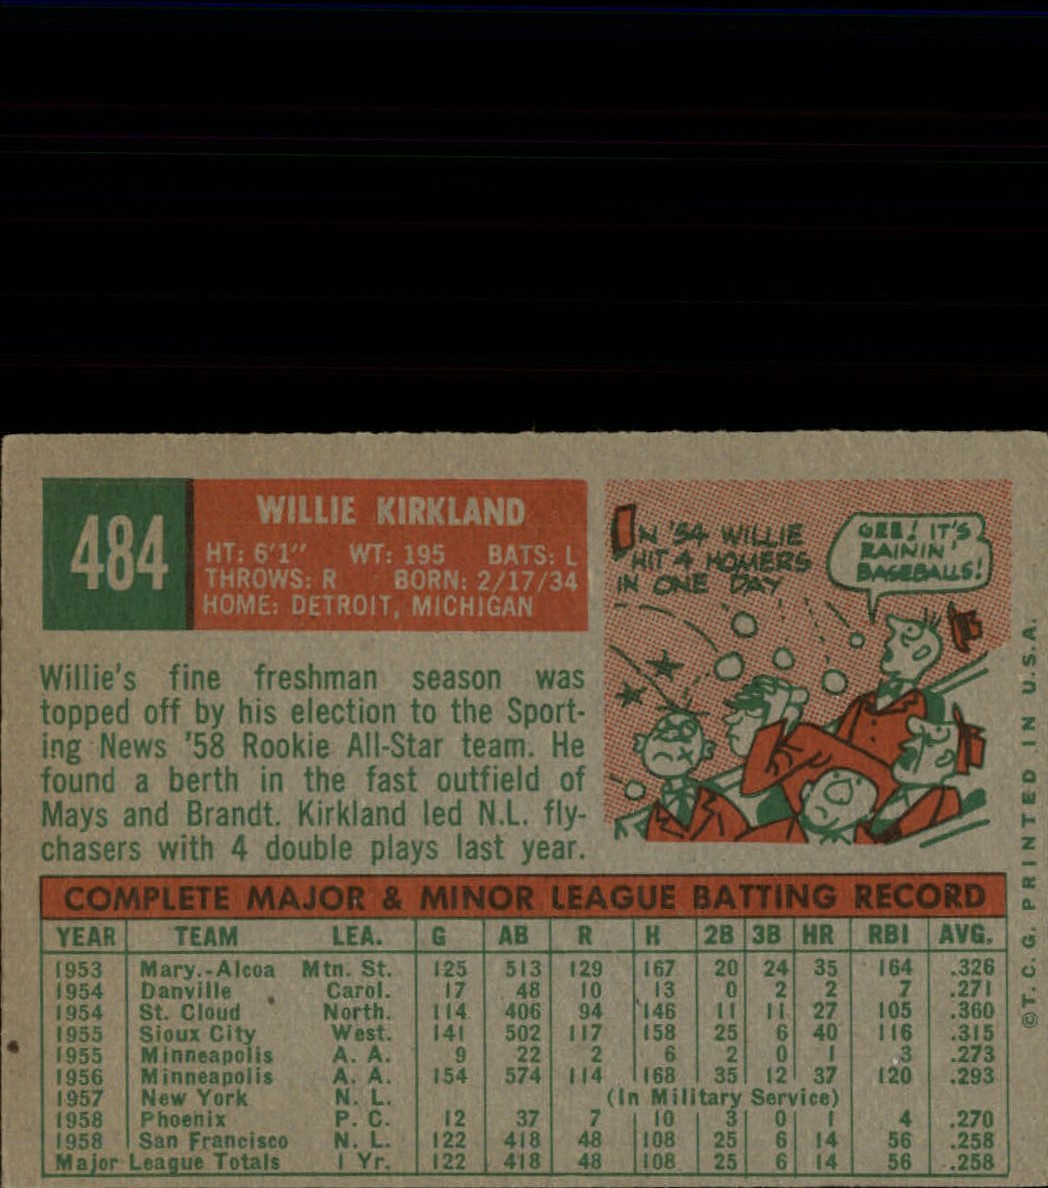 484
WILLIE KIRKLAND
HT: 6'1" WT: 195 BATS: L
THROWS: R BORN: 2/17/34
HOME: DETROIT, MICHIGAN
IN '54 WILLIE
HIT 4 HOMERS
IN ONE DAY
GEE! IT'S
RAININ'
BASEBALLS!
Willie's fine freshman season was
topped off by his election to the Sport-
ing News '58 Rookie All-Star team. He
found a berth in the fast outfield of
Mays and Brandt. Kirkland led N.L. fly-
chasers with 4 double plays last year.
COMPLETE MAJOR & MINOR LEAGUE BATTING RECORD
YEAR TEAM LEA. G AB R H 2B 3B HR RBI AVG.
1953 Mary.-Alcoa Mtn. St. 125 513 129 167 20 24 35 164 .326
1954 Danville Carol. 17 48 10 13 0 2 2 7 .271
1954 St. Cloud North. 114 406 94 146 11 11 27 105 .360
1955 Sioux City West. 141 502 117 158 25 6 40 116 .315
1955 Minneapolis A. A. 9 22 2 6 2 0 1 3 .273
1956 Minneapolis A. A. 154 574 114 168 35 12 37 120 .293
1957 New York N. L. (In Military Service)
1958 Phoenix P. C. 12 37 7 10 3 0 1 4 .270
1958 San Francisco N. L. 122 418 48 108 25 6 14 56 .258
Major League Totals 1 Yr. 122 418 48 108 25 6 14 56 .258
©T. C. G. PRINTED IN U.S.A.